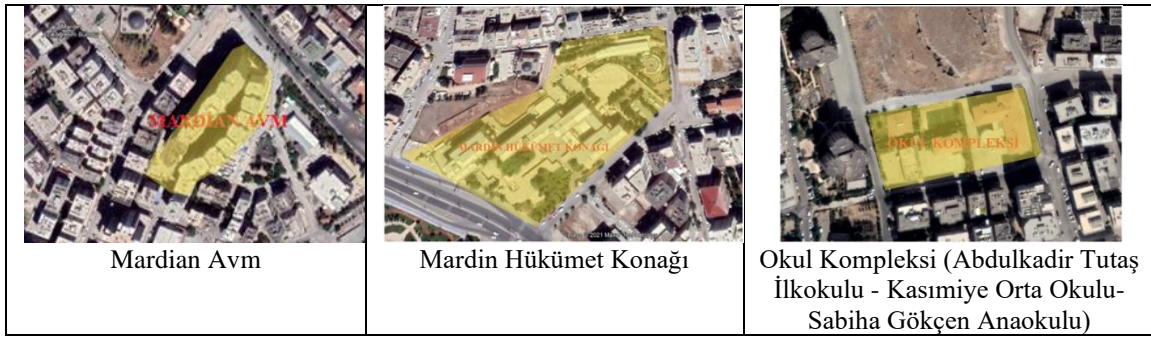 MARDIAN AVM
MARDIN HÜKÜMET KONAĞI
OKUL KOMPLEKSİ
Mardian Avm
Mardin Hükümet Konağı
Okul Kompleksi (Abdulkadir Tutaş
İlkokulu - Kasımiye Orta Okulu-
Sabiha Gökçen Anaokulu)